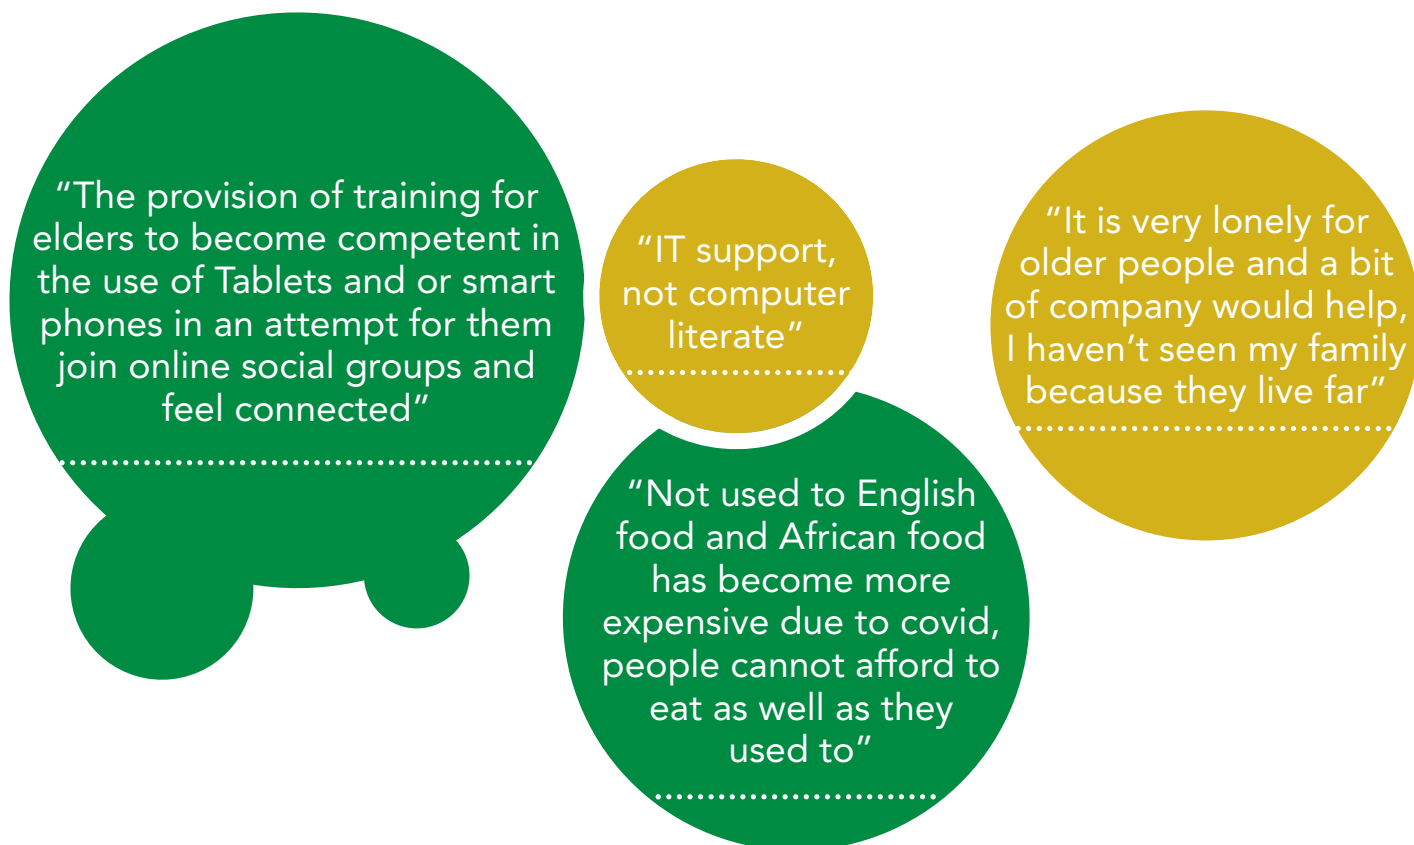 “The provision of training for
elders to become competent in
the use of Tablets and or smart
phones in an attempt for them
join online social groups and
feel connected”
“IT support,
not computer
literate”
“It is very lonely for
older people and a bit
of company would help,
I haven’t seen my family
because they live far”
“Not used to English
food and African food
has become more
expensive due to covid,
people cannot afford to
eat as well as they
used to”